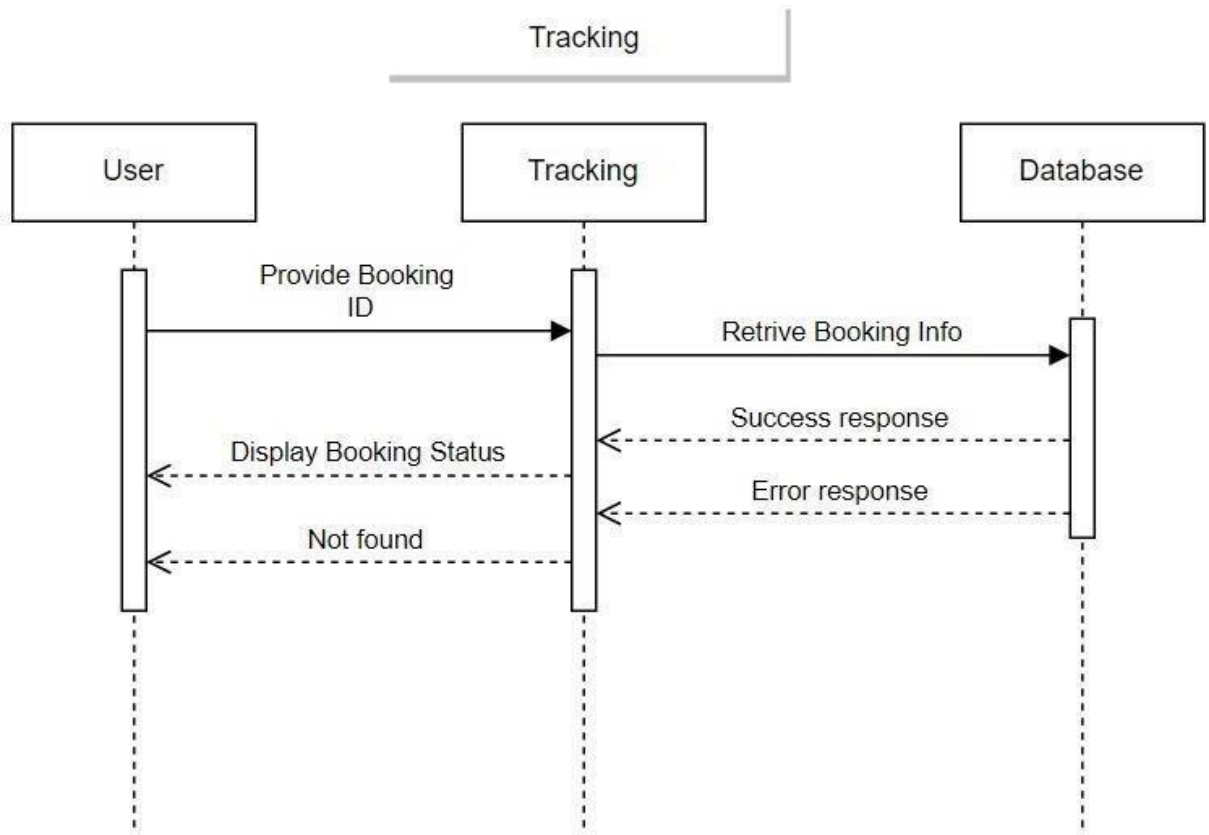 Tracking
User
Tracking
Database
Provide Booking
ID
Retrive Booking Info
Success response
Display Booking Status
Error response
Not found